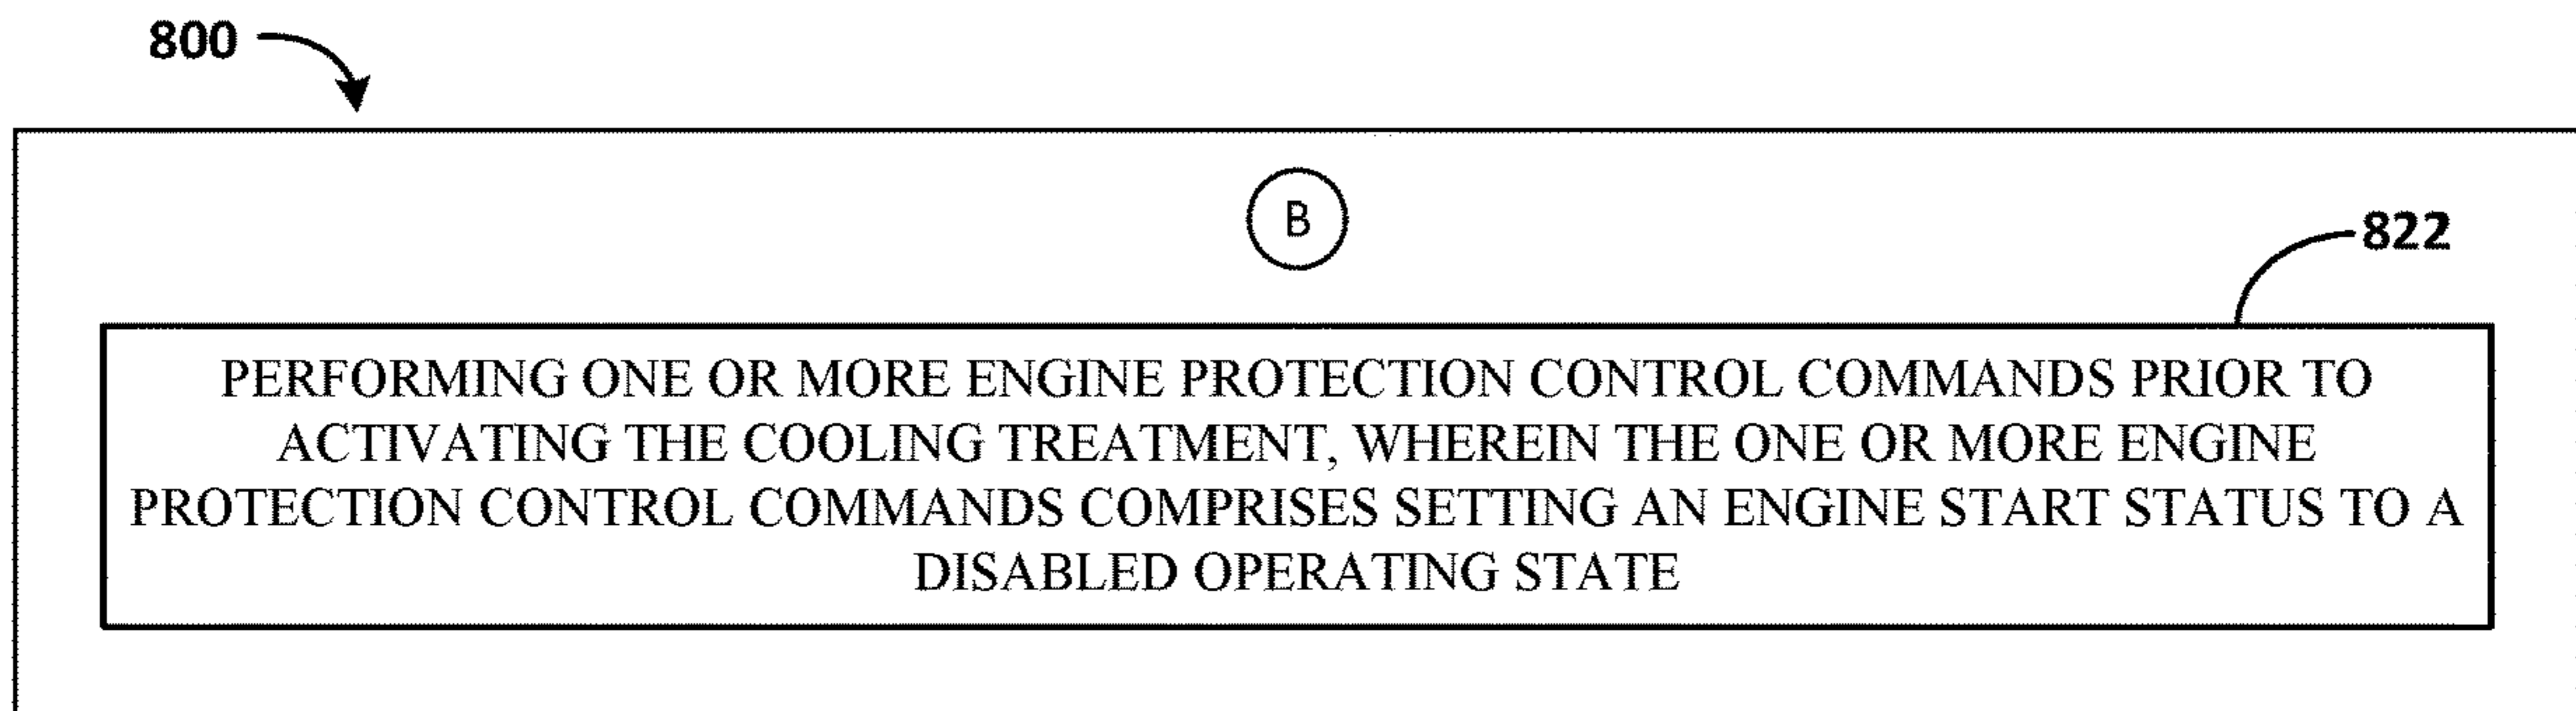 800
B
822
PERFORMING ONE OR MORE ENGINE PROTECTION CONTROL COMMANDS PRIOR TO
ACTIVATING THE COOLING TREATMENT, WHEREIN THE ONE OR MORE ENGINE
PROTECTION CONTROL COMMANDS COMPRISES SETTING AN ENGINE START STATUS TO A
DISABLED OPERATING STATE